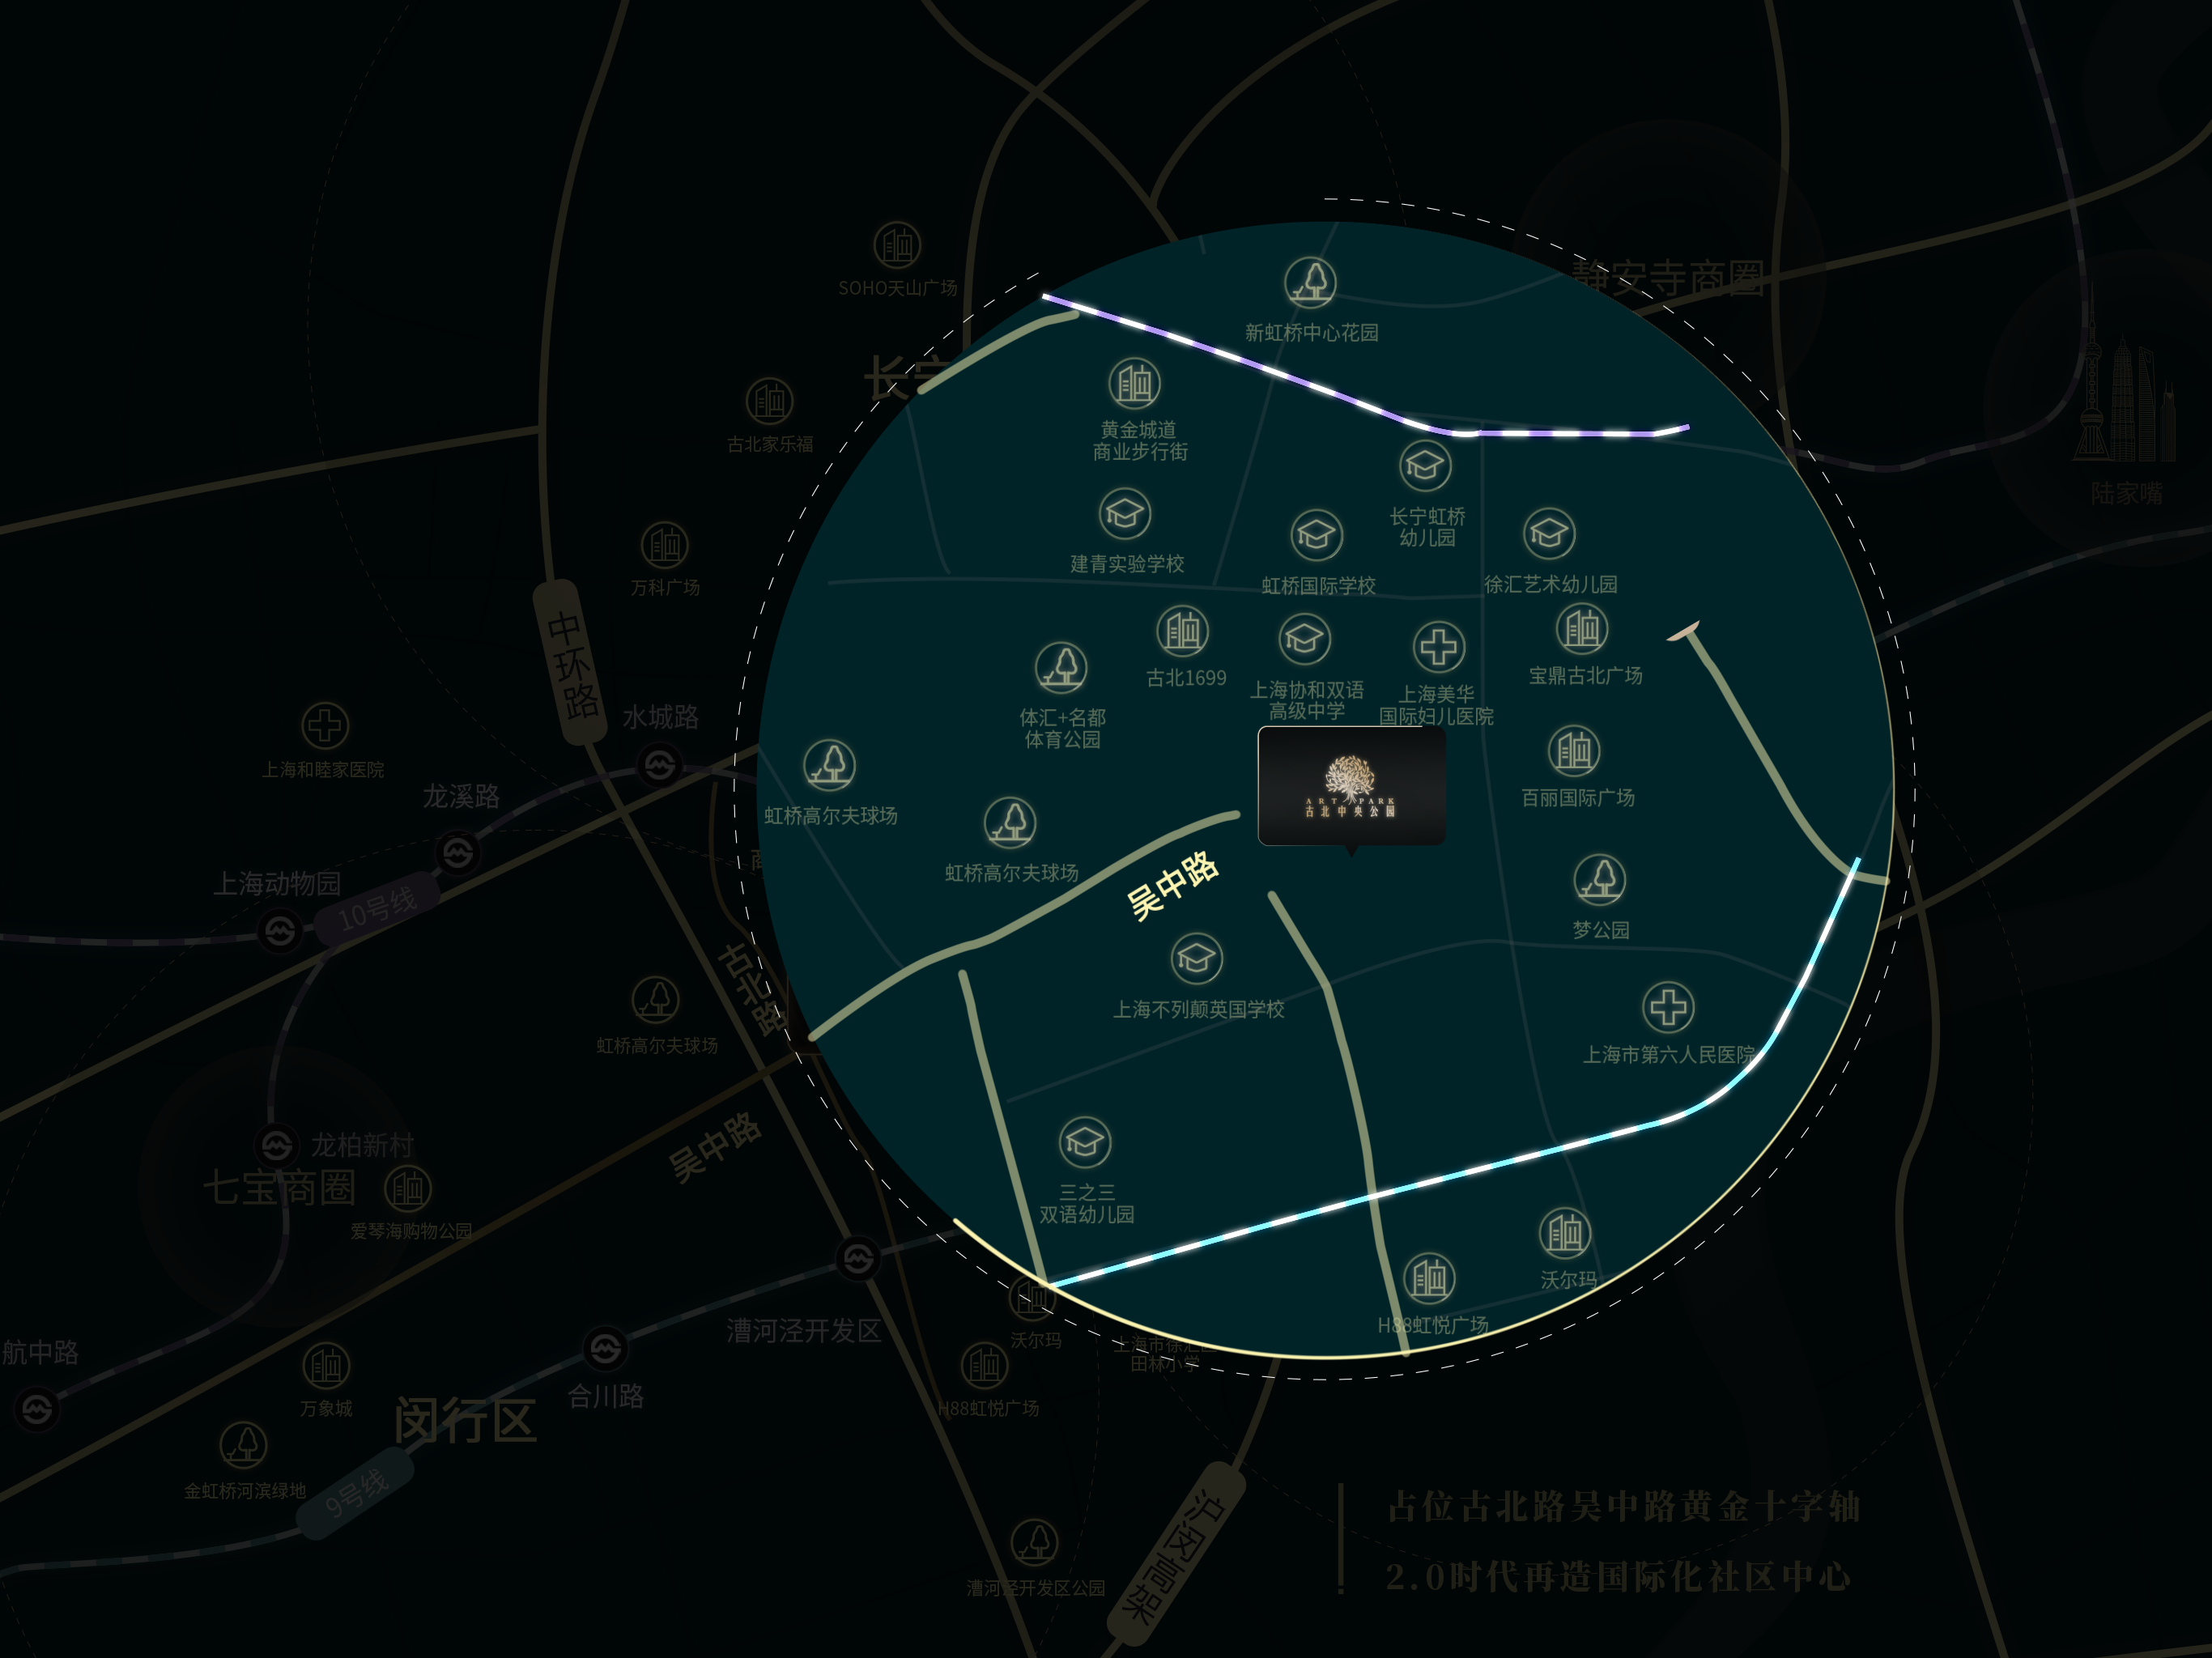 SOHO天山广场
静安寺商圈
新虹桥中心花园
长宁
古北家乐福
黄金城道
商业步行街
陆家嘴
长宁虹桥
幼儿园
建青实验学校
虹桥国际学校
徐汇艺术幼儿园
万科广场
中环路
古北1699
上海协和双语
高级中学
上海美华
国际妇儿医院
宝鼎古北广场
体汇+名都
体育公园
水城路
上海和睦家医院
龙溪路
虹桥高尔夫球场
ART PARK
古北中央公园
百丽国际广场
虹桥高尔夫球场
吴中路
上海动物园
10号线
梦公园
古北路
上海不列颠英国学校
虹桥高尔夫球场
上海市第六人民医院
龙柏新村
七宝商圈
吴中路
三之三
双语幼儿园
爱琴海购物公园
沃尔玛
漕河泾开发区
H88虹悦广场
沃尔玛
上海市徐汇区
田林小学
航中路
合川路
万象城
闵行区
H88虹悦广场
金虹桥河滨绿地
9号线
沪闵高架
漕河泾开发区公园
占位古北路吴中路黄金十字轴
2.0时代再造国际化社区中心